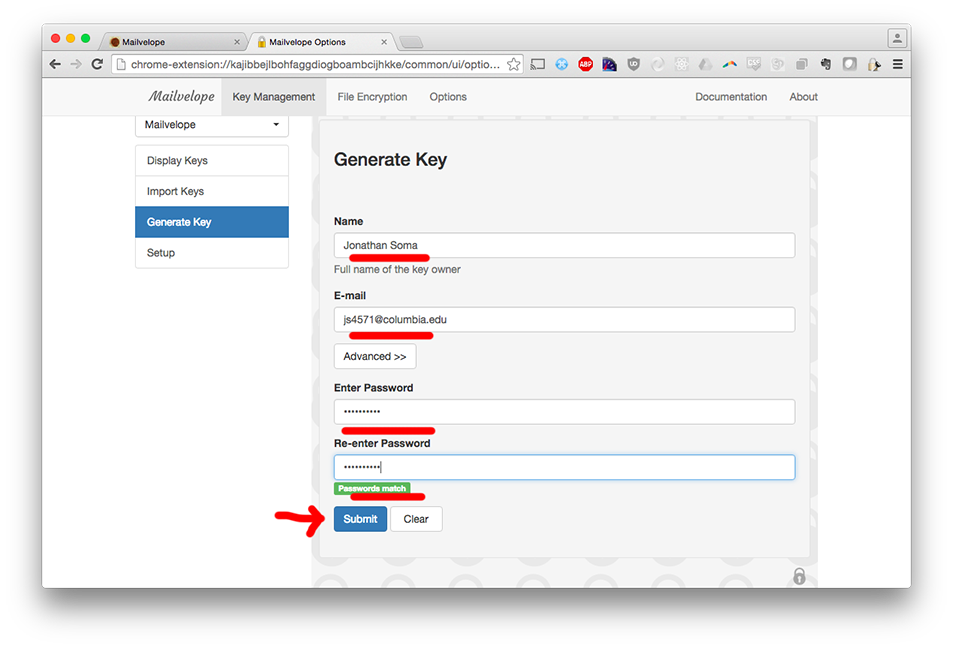 Mailvelope
Mailvelope Options
chrome-extension://kajibbejlbohfaggdiogboambcijhkke/common/ui/optio...
ABP
Mailvelope
Key Management
File Encryption
Options
Documentation
About
Mailvelope
Display Keys
Import Keys
Generate Key
Setup
Generate Key
Name
Jonathan Soma
Full name of the key owner
E-mail
js4571@columbia.edu
Advanced >>
Enter Password
••••••••••
Re-enter Password
••••••••••
Passwords match
Submit
Clear